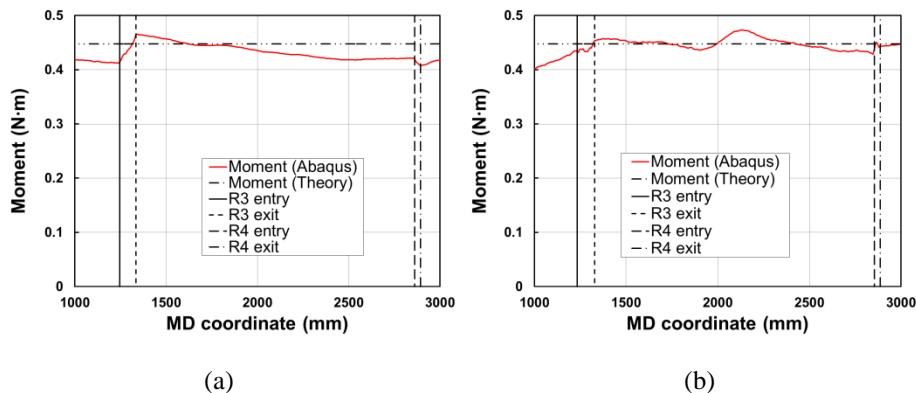 0.5
0.4
0.3
0.2
0.1
0
Moment (N·m)
Moment (Abaqus)
Moment (Theory)
R3 entry
R3 exit
R4 entry
R4 exit
1000 1500 2000 2500 3000
MD coordinate (mm)
(a)
0.5
0.4
0.3
0.2
0.1
0
Moment (N·m)
Moment (Abaqus)
Moment (Theory)
R3 entry
R3 exit
R4 entry
R4 exit
1000 1500 2000 2500 3000
MD coordinate (mm)
(b)